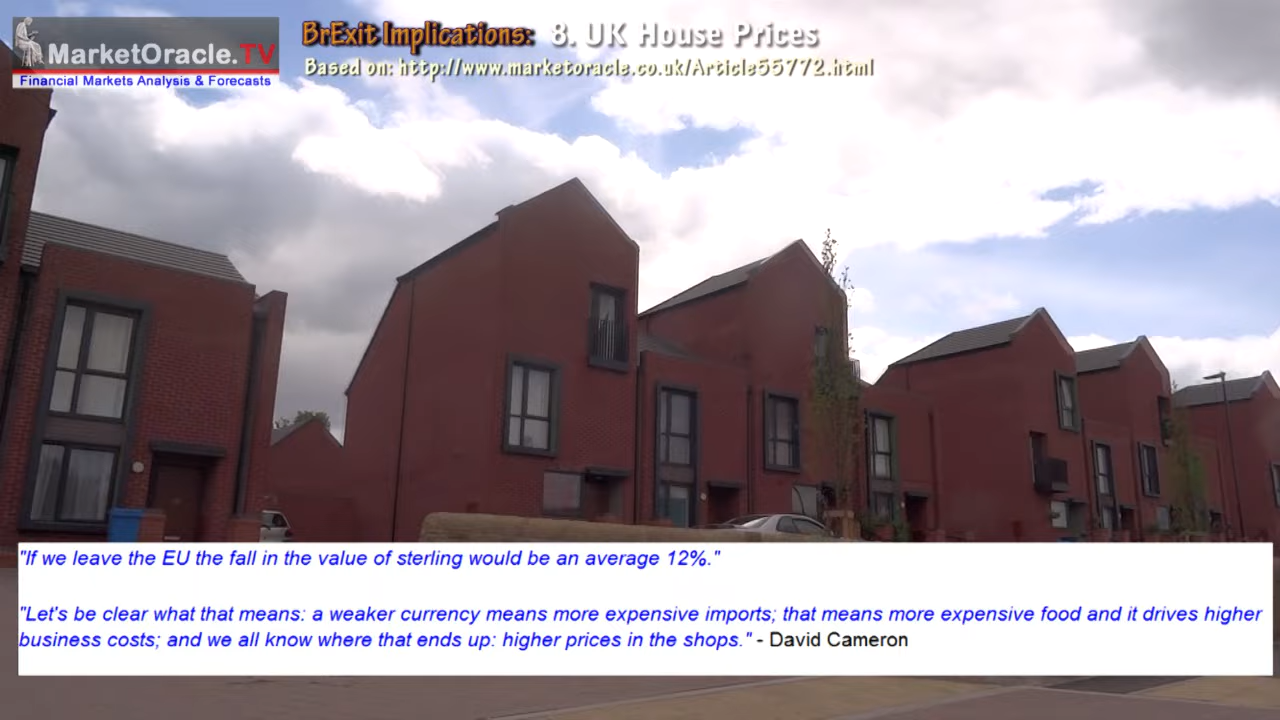 MarketOracle.TV
Financial Markets Analysis & Forecasts
BrExit Implications: 8. UK House Prices
Based on: http://www.marketoracle.co.uk/Article55772.html
"If we leave the EU the fall in the value of sterling would be an average 12%."
"Let's be clear what that means: a weaker currency means more expensive imports; that means more expensive food and it drives higher
business costs; and we all know where that ends up: higher prices in the shops." - David Cameron